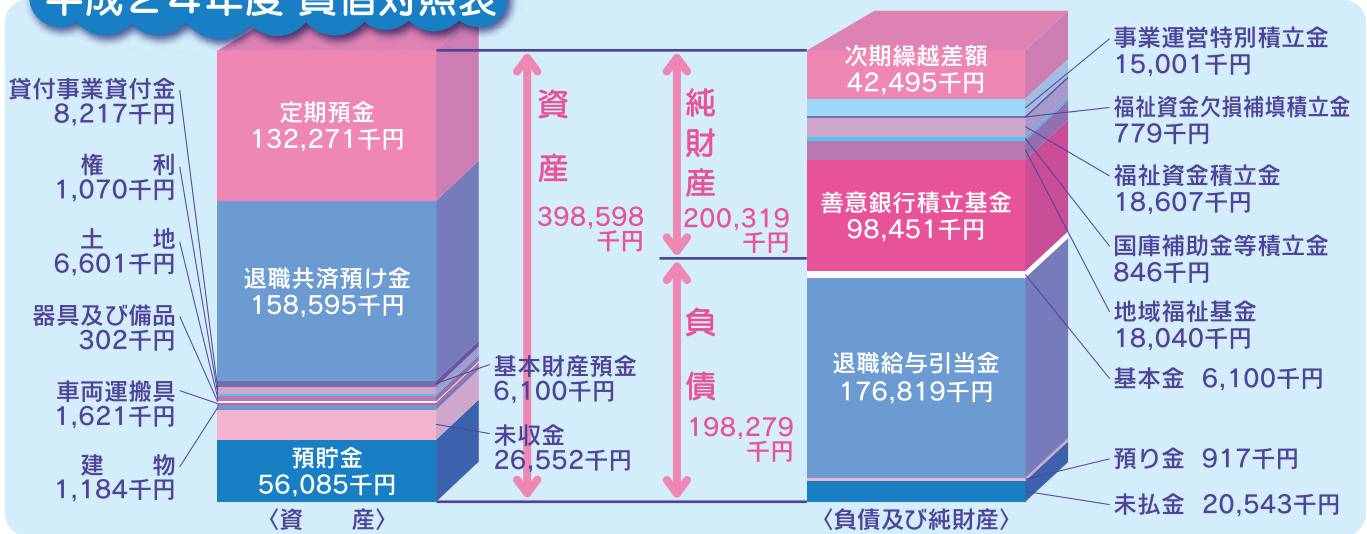 平成24年度 貸借対照表
貸付事業貸付金
8,217千円
権　利
1,070千円
土　地
6,601千円
器具及び備品
302千円
車両運搬具
1,621千円
建　物
1,184千円
定期預金
132,271千円
退職共済預け金
158,595千円
預貯金
56,085千円
〈資　産〉
基本財産預金
6,100千円
未収金
26,552千円
資産
398,598
千円
純財産
200,319
千円
負債
198,279
千円
次期繰越差額
42,495千円
善意銀行積立基金
98,451千円
退職給与引当金
176,819千円
〈負債及び純財産〉
事業運営特別積立金
15,001千円
福祉資金欠損補填積立金
779千円
福祉資金積立金
18,607千円
国庫補助金等積立金
846千円
地域福祉基金
18,040千円
基本金 6,100千円
預り金 917千円
未払金 20,543千円